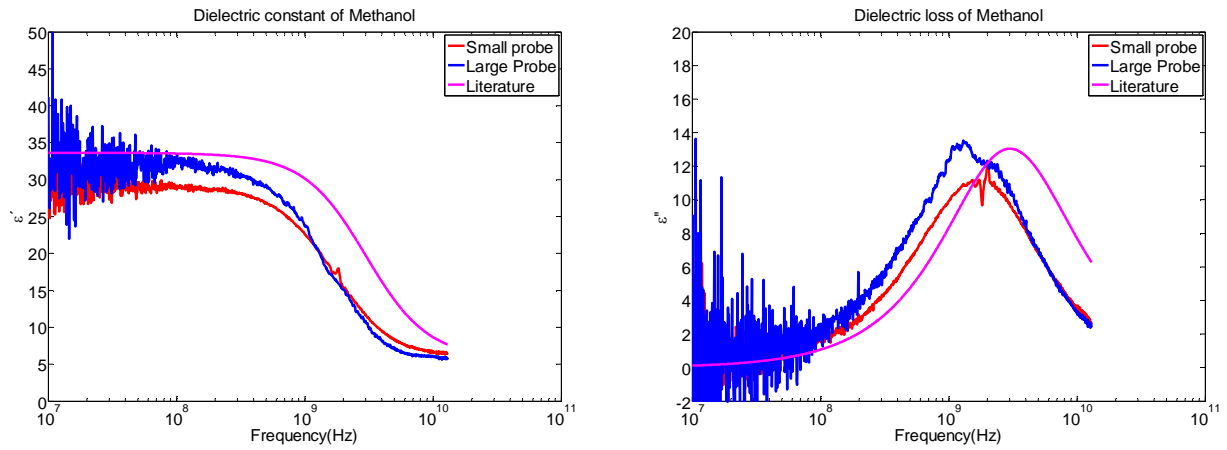 Dielectric constant of Methanol
50
45
40
35
30
25
20
15
10
5
0
ε´
10^7
10^8
10^9
10^10
10^11
Frequency(Hz)
Small probe
Large Probe
Literature
Dielectric loss of Methanol
20
18
16
14
12
10
8
6
4
2
0
-2
ε"
10^7
10^8
10^9
10^10
10^11
Frequency(Hz)
Small probe
Large Probe
Literature